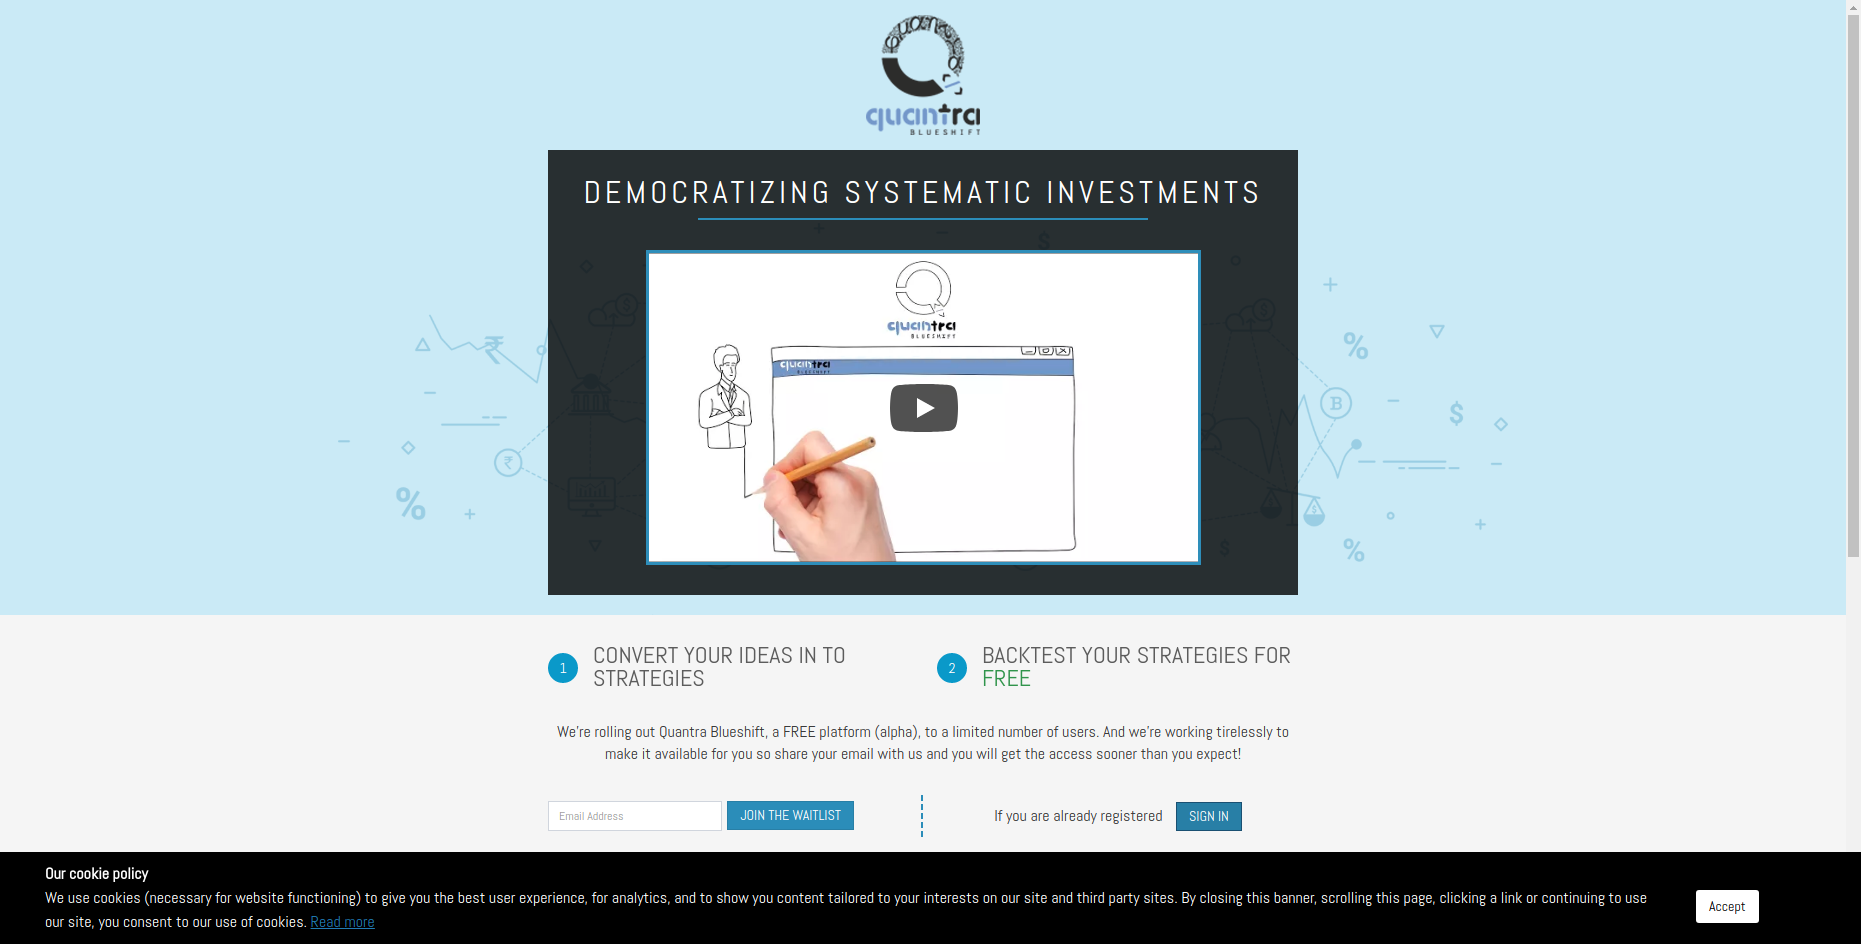 quantra
BLUESHIFT
DEMOCRATIZING SYSTEMATIC INVESTMENTS
quantra
BLUESHIFT
quantra
BLUESHIFT
1 CONVERT YOUR IDEAS IN TO
STRATEGIES
2 BACKTEST YOUR STRATEGIES FOR
FREE
We're rolling out Quantra Blueshift, a FREE platform (alpha), to a limited number of users. And we're working tirelessly to
make it available for you so share your email with us and you will get the access sooner than you expect!
Email Address
JOIN THE WAITLIST
If you are already registered
SIGN IN
Our cookie policy
We use cookies (necessary for website functioning) to give you the best user experience, for analytics, and to show you content tailored to your interests on our site and third party sites. By closing this banner, scrolling this page, clicking a link or continuing to use
our site, you consent to our use of cookies. Read more
Accept